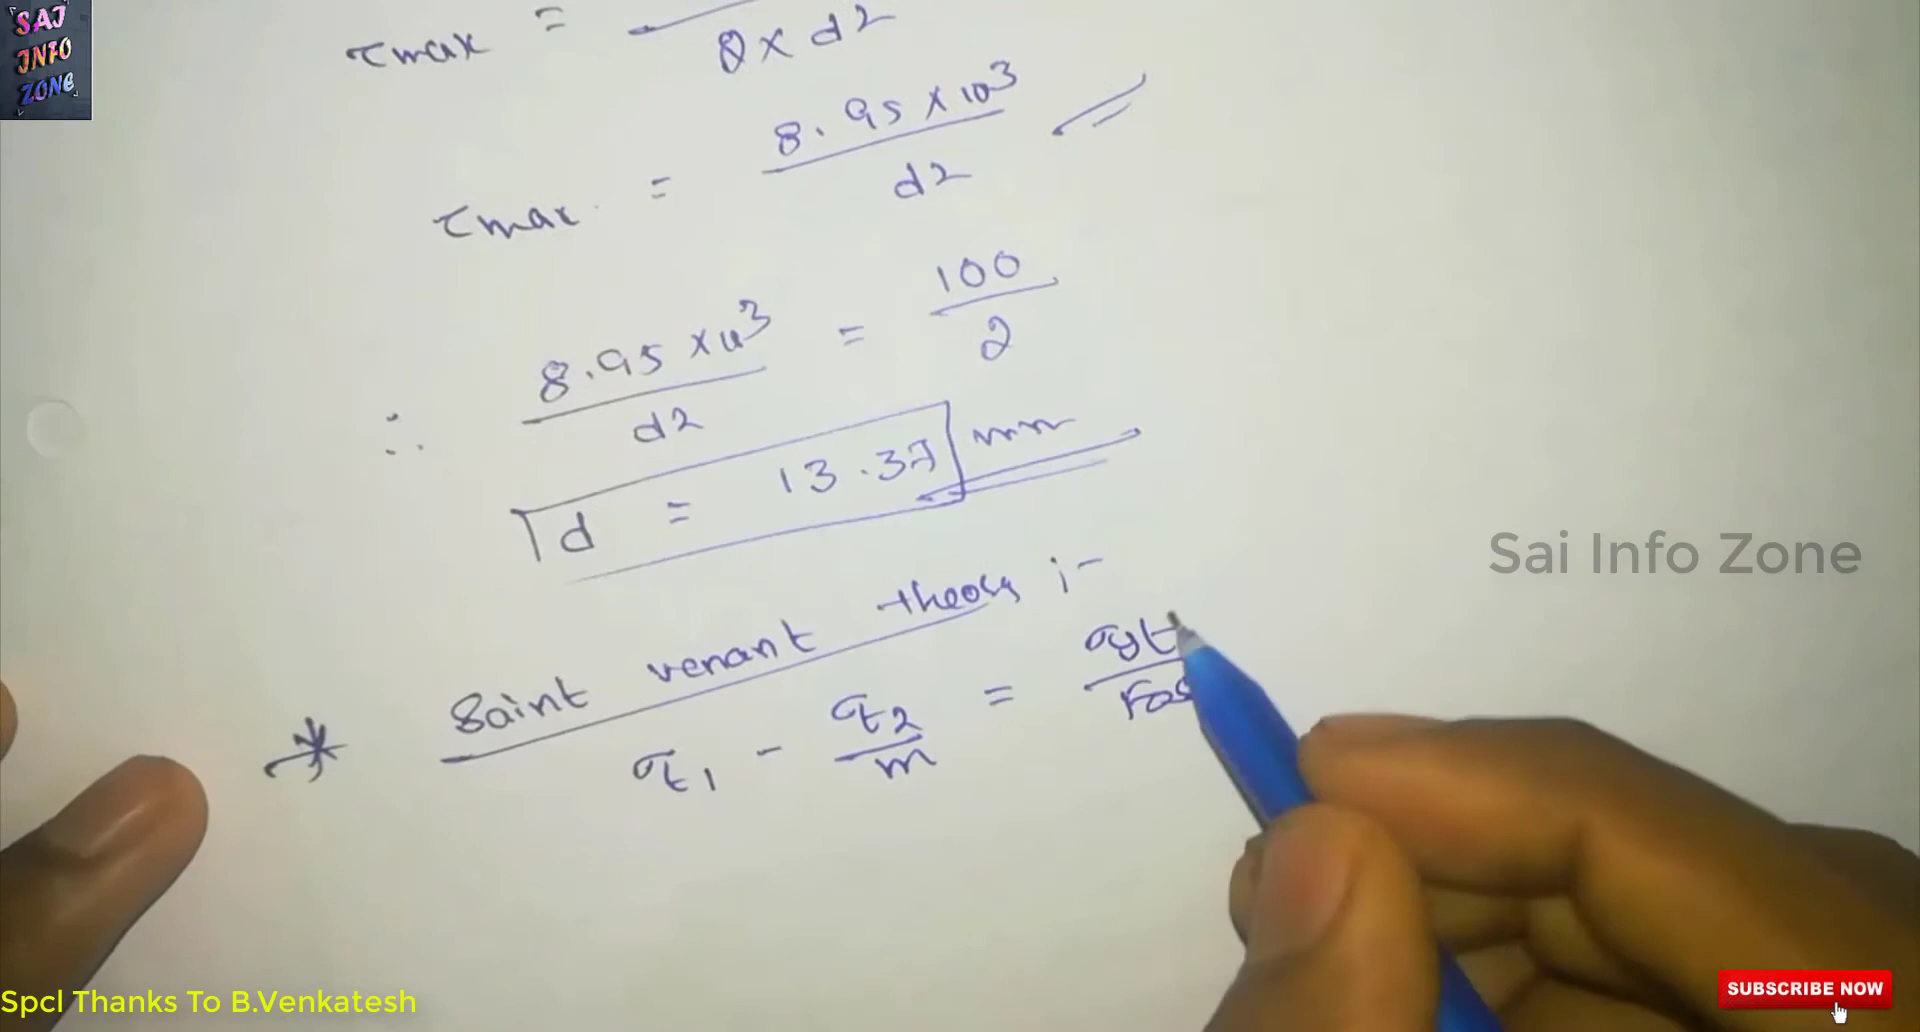 SAI
INFO
ZONE
τmax =
8 × d2
τmax = 8.95 × 10^3 / d2
∴ 8.95 × 10^3 / d2 = 100 / 2
d = 13.37 mm
Sai Info Zone
* Saint venant theory :-
σt1 - σt2 / m = σyt / FOS
Spcl Thanks To B.Venkatesh
SUBSCRIBE NOW